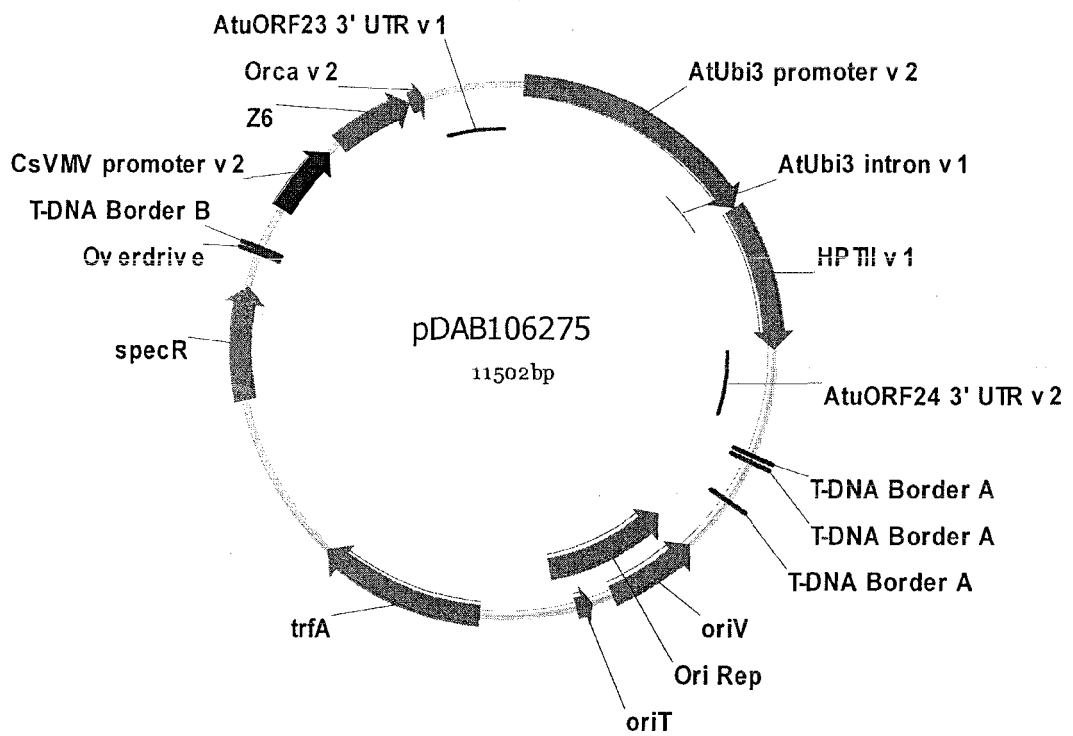 AtuORF23 3' UTR v 1
Orca v 2
Z6
CsVMV promoter v 2
T-DNA Border B
Overdrive
specR
trfA
AtUbi3 promoter v 2
AtUbi3 intron v 1
HPTII v 1
AtuORF24 3' UTR v 2
T-DNA Border A
T-DNA Border A
T-DNA Border A
oriV
Ori Rep
oriT
pDAB106275
11502bp